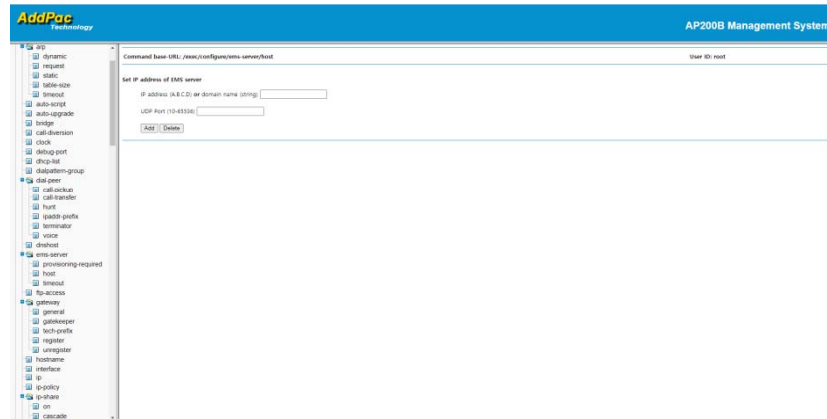 AddPac
Technology
AP200B Management System
arp
dynamic
request
static
table-size
timeout
auto-script
auto-upgrade
bridge
call-diversion
clock
debug-port
dhcp-list
dialpattern-group
dial-peer
call-pickup
call-transfer
hunt
ipaddr-prefix
terminator
voice
dnshost
ems-server
provisioning-required
host
timeout
ftp-access
gateway
general
gatekeeper
tech-prefix
register
unregister
hostname
interface
ip
ip-policy
ip-share
on
cascade
Command base-URL: /exec/configure/ems-server/host
User ID: root
Set IP address of EMS server
IP address (A.B.C.D) or domain name (string)
UDP Port (10-65536)
Add Delete